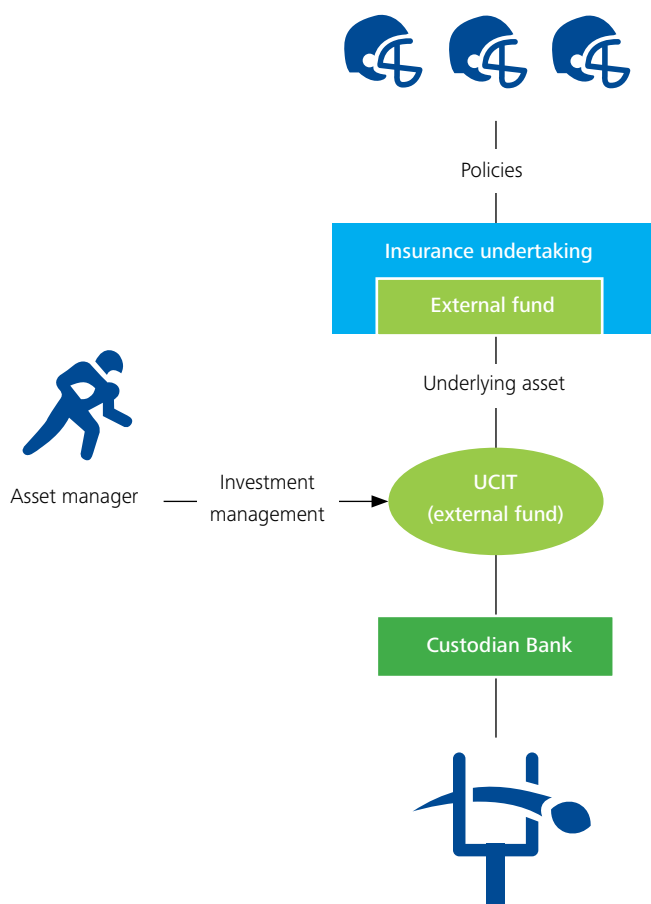 Policies
Insurance undertaking
External fund
Underlying asset
Asset manager
Investment
management
UCIT
(external fund)
Custodian Bank